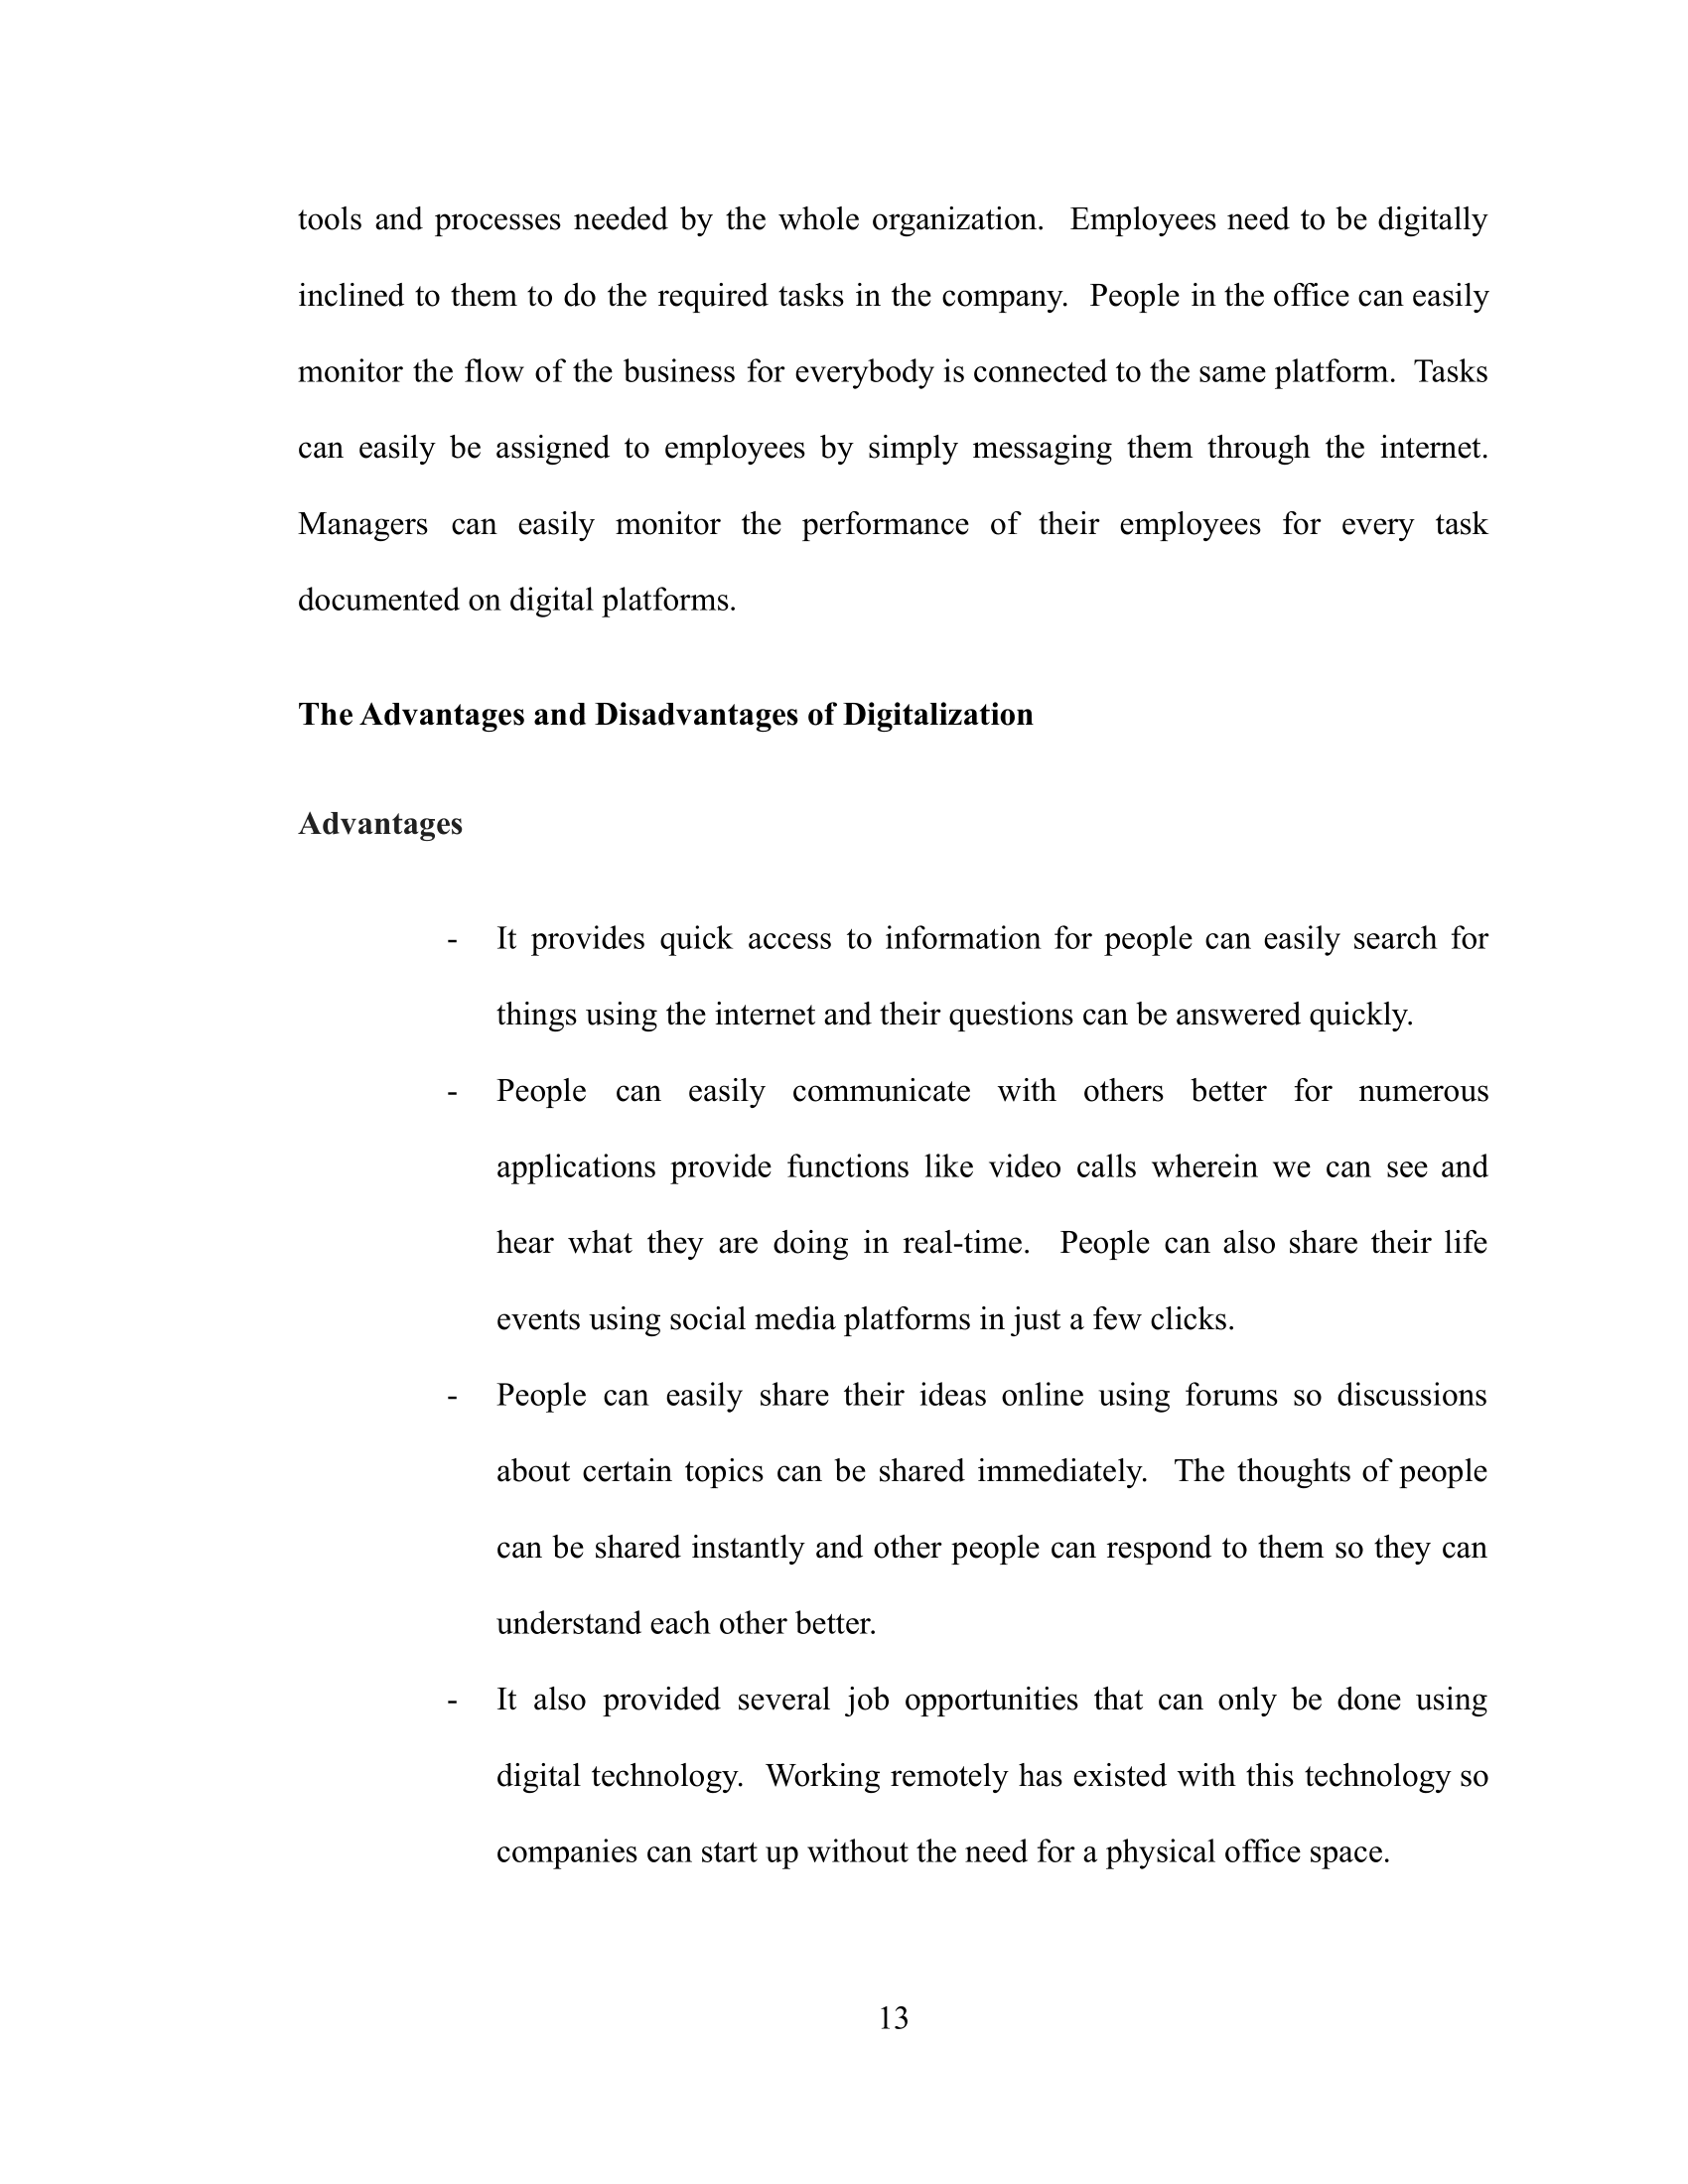 tools and processes needed by the whole organization.  Employees need to be digitally
inclined to them to do the required tasks in the company.  People in the office can easily
monitor the flow of the business for everybody is connected to the same platform.  Tasks
can easily be assigned to employees by simply messaging them through the internet.
Managers can easily monitor the performance of their employees for every task
documented on digital platforms.
The Advantages and Disadvantages of Digitalization
Advantages
- It provides quick access to information for people can easily search for
things using the internet and their questions can be answered quickly.
- People can easily communicate with others better for numerous
applications provide functions like video calls wherein we can see and
hear what they are doing in real-time.  People can also share their life
events using social media platforms in just a few clicks.
- People can easily share their ideas online using forums so discussions
about certain topics can be shared immediately.  The thoughts of people
can be shared instantly and other people can respond to them so they can
understand each other better.
- It also provided several job opportunities that can only be done using
digital technology.  Working remotely has existed with this technology so
companies can start up without the need for a physical office space.
13